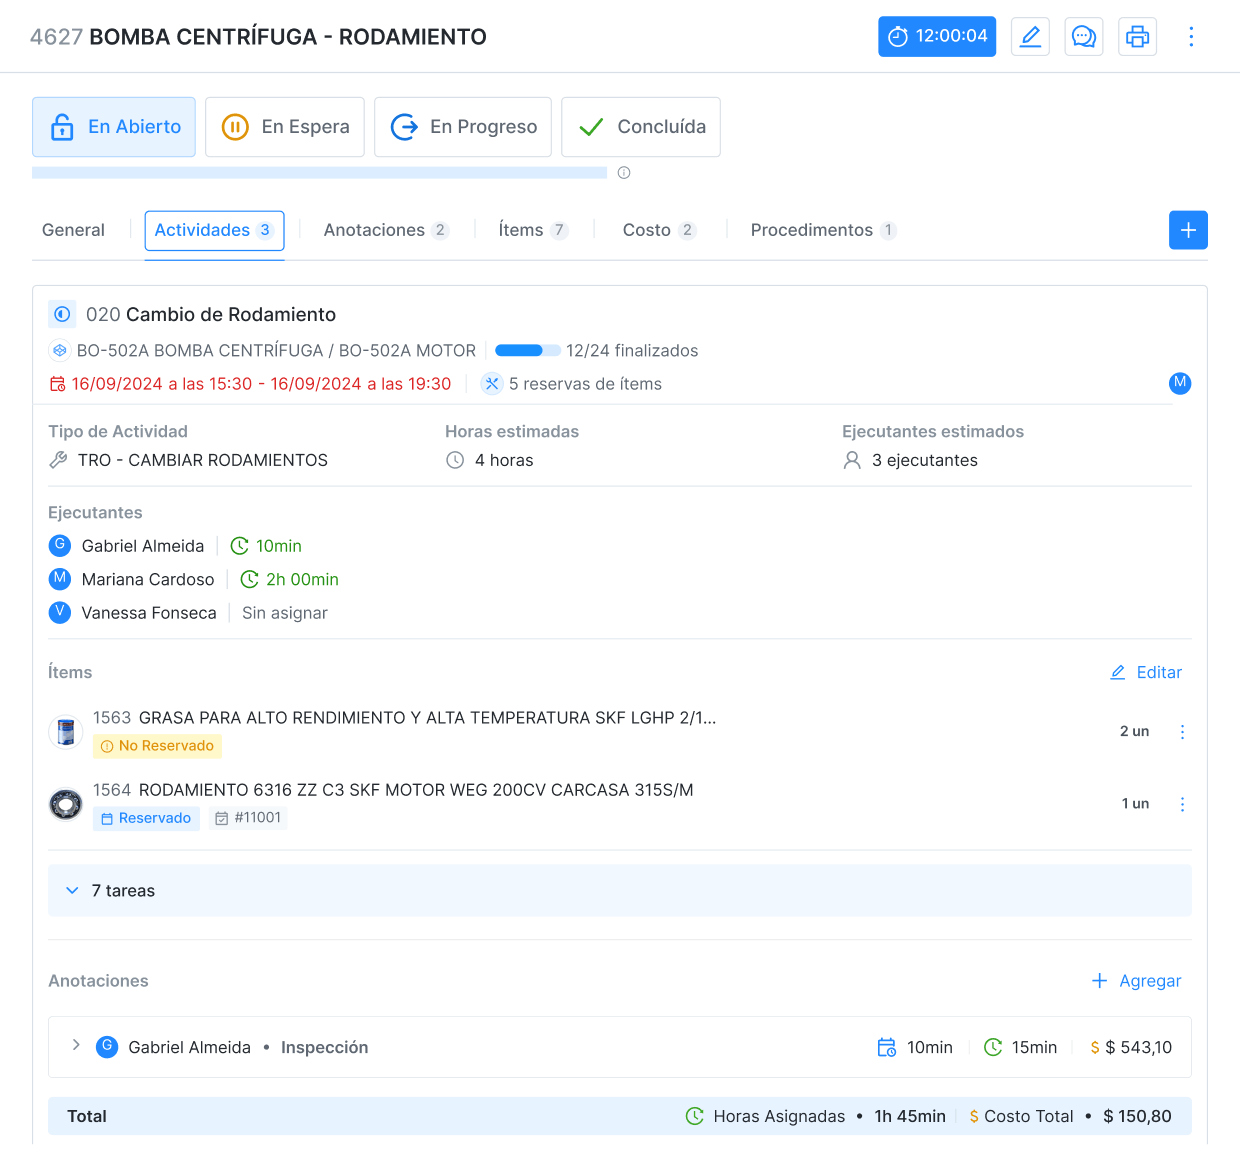 4627 BOMBA CENTRÍFUGA - RODAMIENTO
12:00:04
En Abierto
En Espera
En Progreso
Concluída
General
Actividades 3
Anotaciones 2
Ítems 7
Costo 2
Procedimentos 1
020 Cambio de Rodamiento
BO-502A BOMBA CENTRÍFUGA / BO-502A MOTOR
12/24 finalizados
16/09/2024 a las 15:30 - 16/09/2024 a las 19:30
5 reservas de ítems
M
Tipo de Actividad
Horas estimadas
Ejecutantes estimados
TRO - CAMBIAR RODAMIENTOS
4 horas
3 ejecutantes
Ejecutantes
G Gabriel Almeida 10min
M Mariana Cardoso 2h 00min
V Vanessa Fonseca Sin asignar
Ítems
Editar
1563 GRASA PARA ALTO RENDIMIENTO Y ALTA TEMPERATURA SKF LGHP 2/1...
No Reservado
2 un
1564 RODAMIENTO 6316 ZZ C3 SKF MOTOR WEG 200CV CARCASA 315S/M
Reservado
#11001
1 un
7 tareas
Anotaciones
+ Agregar
G Gabriel Almeida • Inspección
10min
15min
$ $ 543,10
Total
Horas Asignadas • 1h 45min
$ Costo Total • $ 150,80